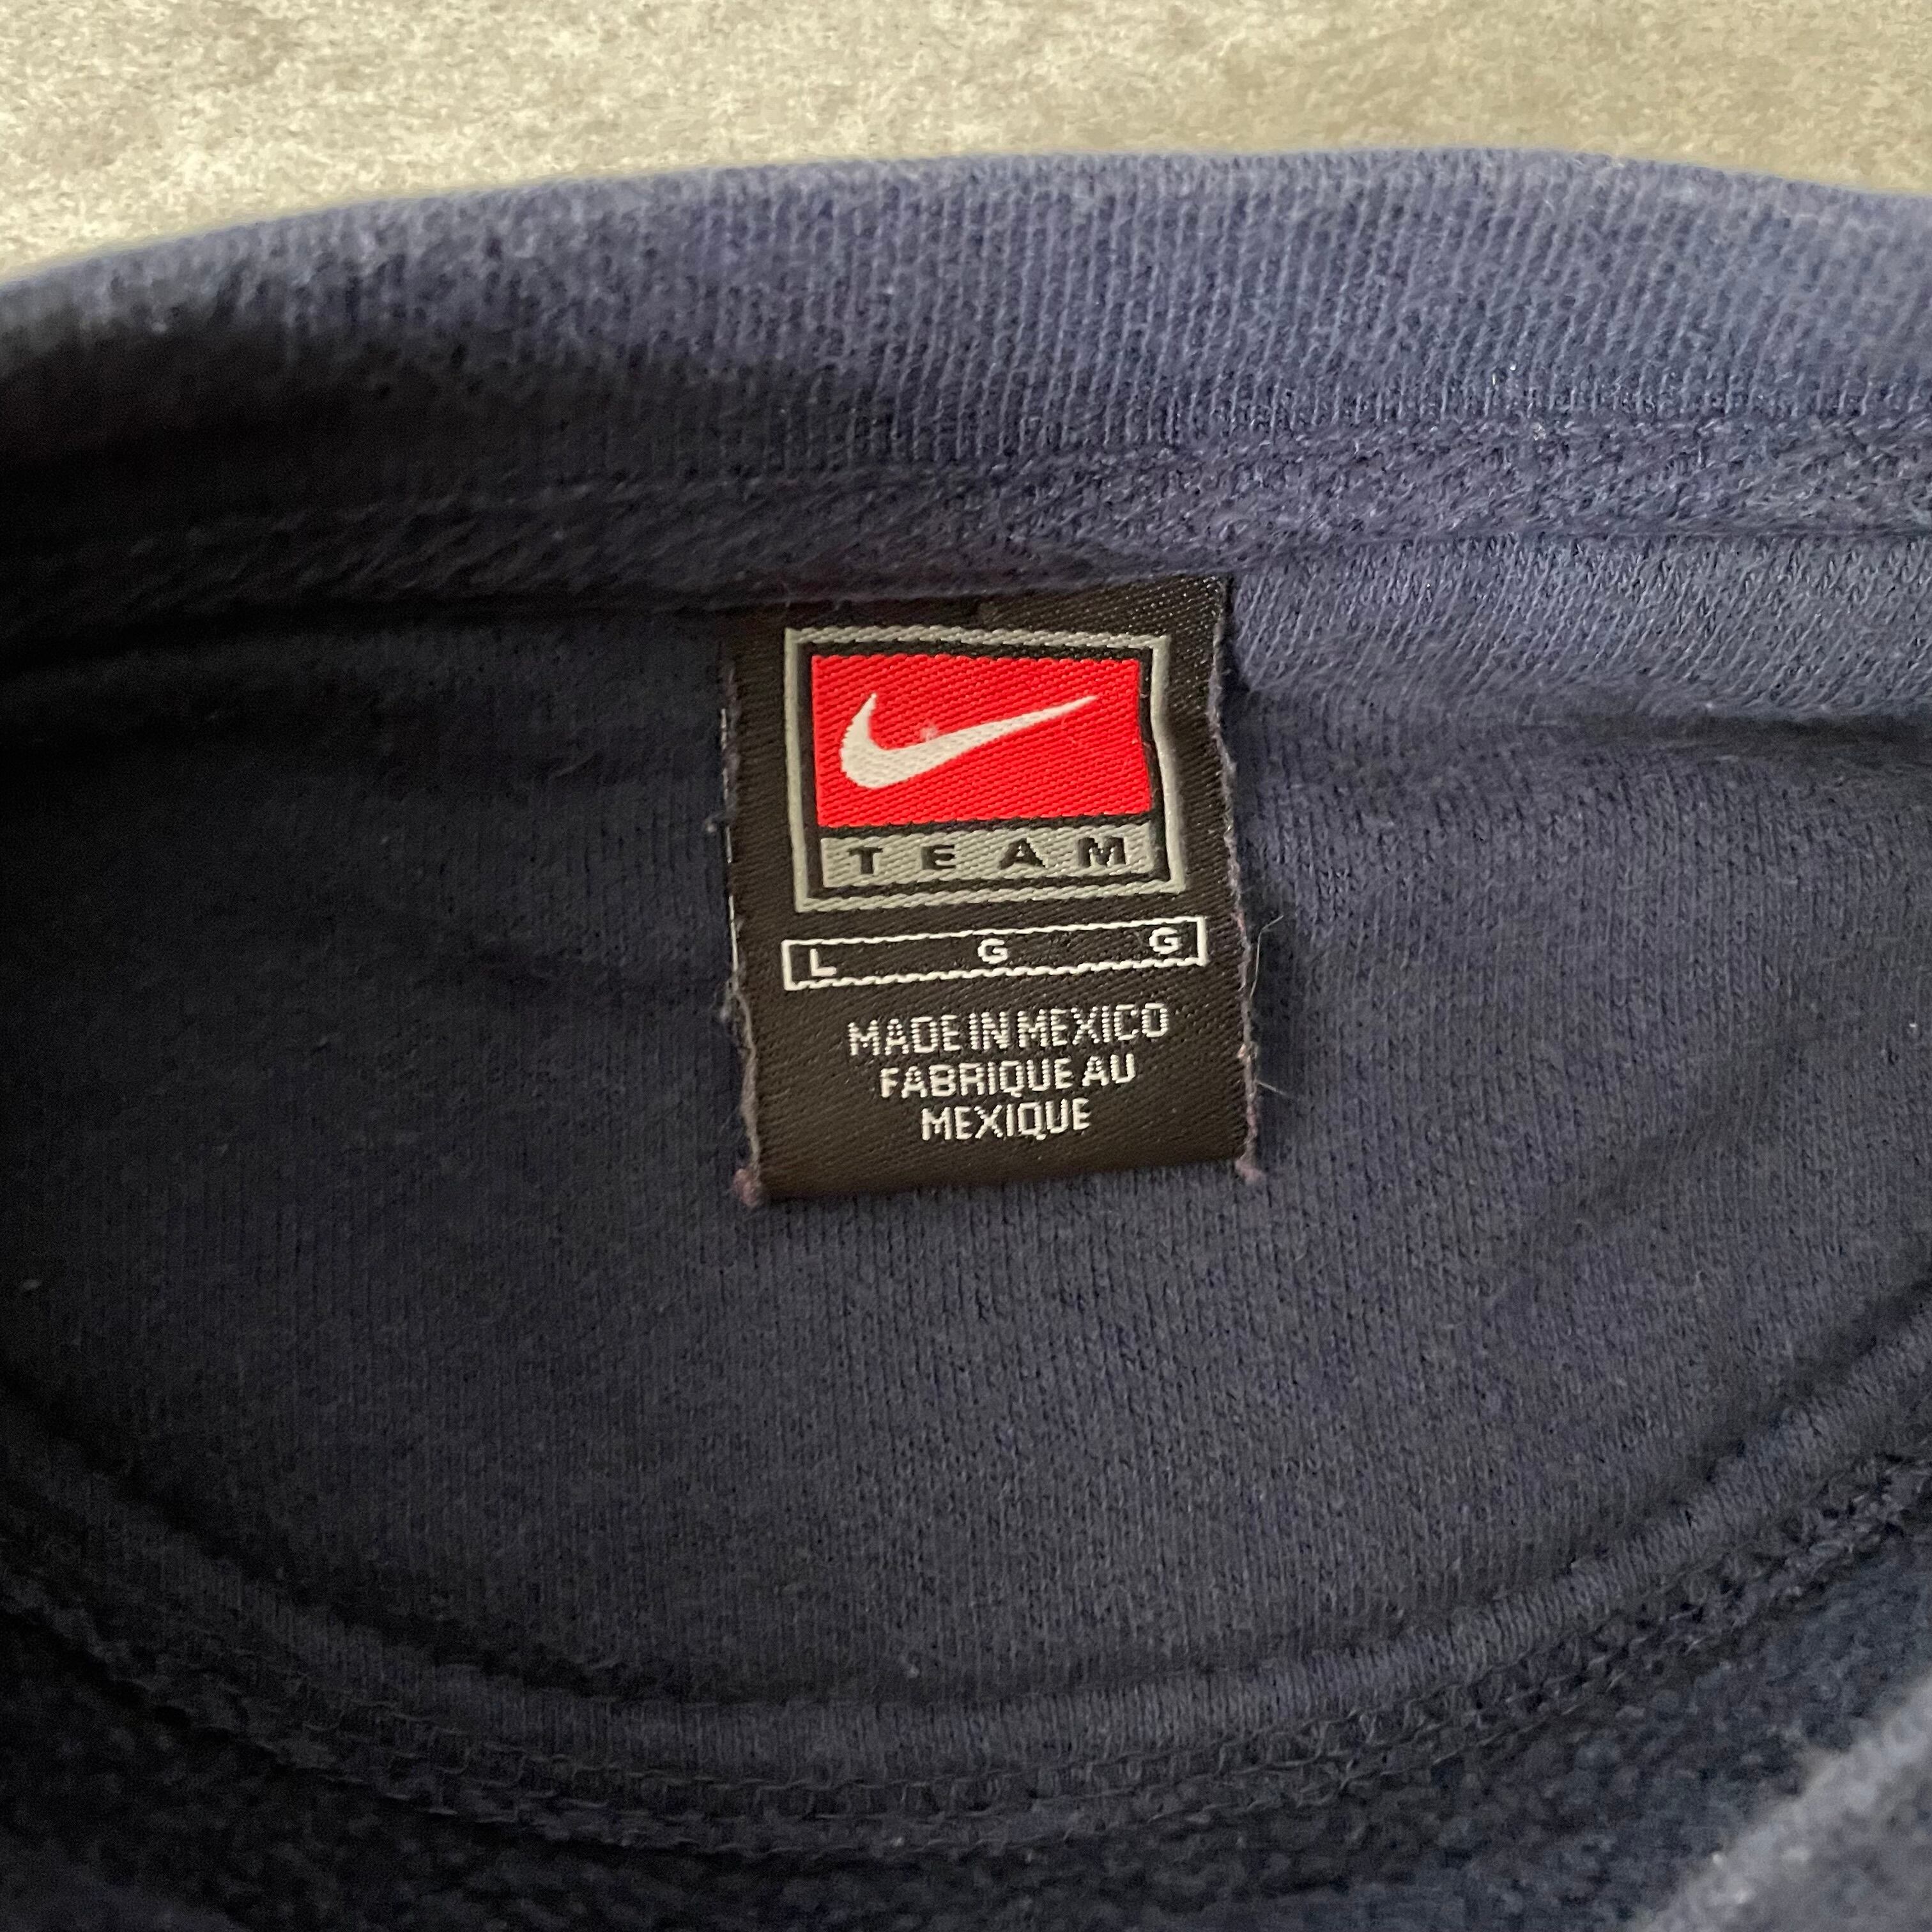 TEAM
L G G
MADE IN MEXICO
FABRIQUE AU
MEXIQUE